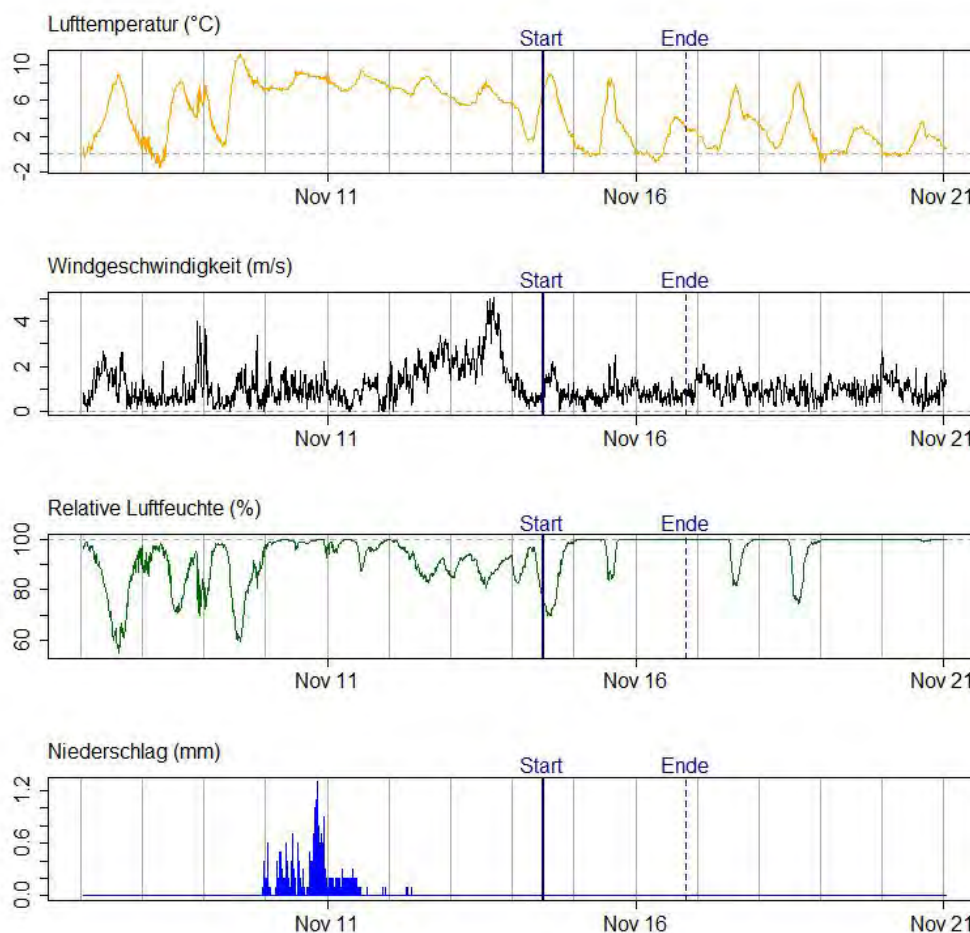 Lufttemperatur (°C)
Start Ende
10
6
2
-2
Nov 11 Nov 16 Nov 21
Windgeschwindigkeit (m/s)
Start Ende
4
2
0
Nov 11 Nov 16 Nov 21
Relative Luftfeuchte (%)
Start Ende
100
80
60
Nov 11 Nov 16 Nov 21
Niederschlag (mm)
Start Ende
1.2
0.6
0.0
Nov 11 Nov 16 Nov 21